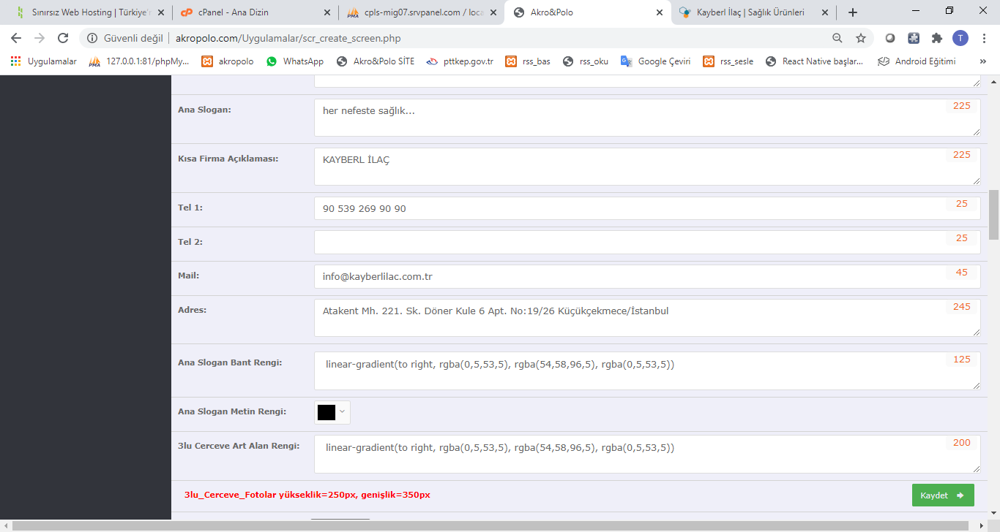 Sınırsız Web Hosting | Türkiye'r
cPanel - Ana Dizin
cpls-mig07.srvpanel.com / loca
Akro&Polo
Kayberl İlaç | Sağlık Ürünleri
Güvenli değil
akropolo.com/Uygulamalar/scr_create_screen.php
T
Uygulamalar
127.0.0.1:81/phpMy...
akropolo
WhatsApp
Akro&Polo SİTE
pttkep.gov.tr
rss_bas
rss_oku
Google Çeviri
rss_sesle
React Native başlar...
Android Eğitimi
»
Ana Slogan:
her nefeste sağlık...
225
Kısa Firma Açıklaması:
KAYBERL İLAÇ
225
Tel 1:
90 539 269 90 90
25
Tel 2:
25
Mail:
info@kayberlilac.com.tr
45
Adres:
Atakent Mh. 221. Sk. Döner Kule 6 Apt. No:19/26 Küçükçekmece/İstanbul
245
Ana Slogan Bant Rengi:
linear-gradient(to right, rgba(0,5,53,5), rgba(54,58,96,5), rgba(0,5,53,5))
125
Ana Slogan Metin Rengi:
3lu Cerceve Art Alan Rengi:
linear-gradient(to right, rgba(0,5,53,5), rgba(54,58,96,5), rgba(0,5,53,5))
200
3lu_Cerceve_Fotolar yükseklik=250px, genişlik=350px
Kaydet